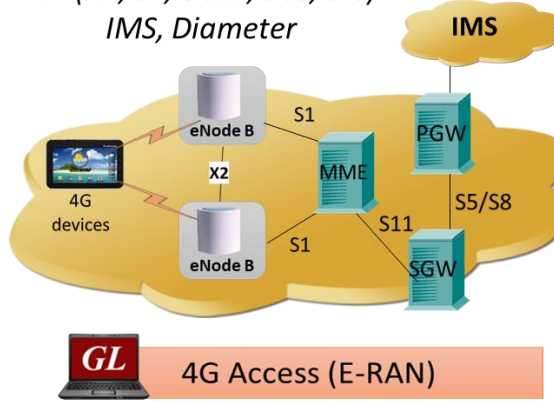 IMS, Diameter
IMS
eNode B
S1
PGW
X2
MME
4G
devices
S5/S8
S11
eNode B
S1
SGW
GL
4G Access (E-RAN)